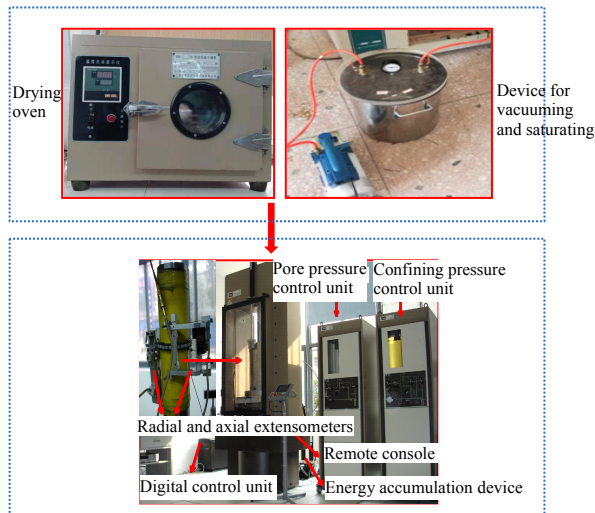 Drying
oven
Device for
vacuuming
and saturating
Pore pressure
control unit
Confining pressure
control unit
Radial and axial extensometers
Remote console
Digital control unit
Energy accumulation device